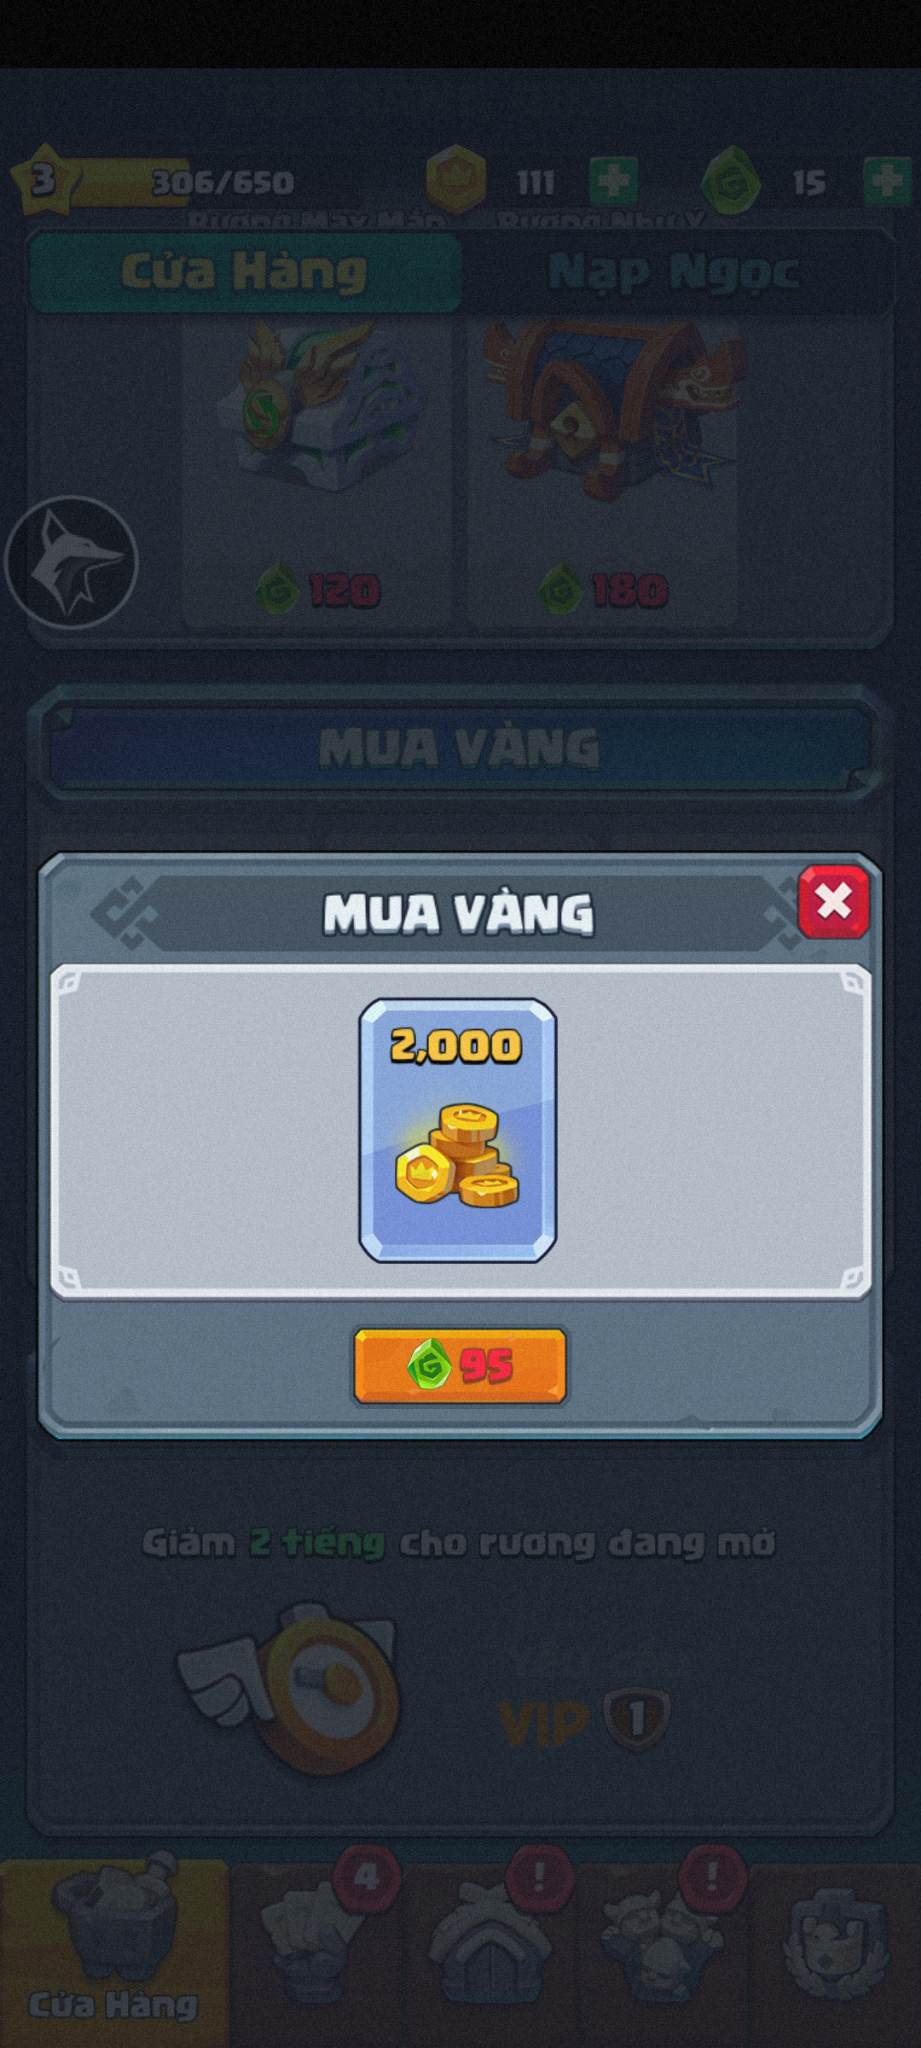 3
306/650
111
15
Rương May Mắn
Rương Như Ý
Cửa Hàng
Nạp Ngọc
120
180
MUA VÀNG
MUA VÀNG
2,000
95
Giảm 2 tiếng cho rương đang mở
YÊU CẦU
VIP 1
4
!
!
Cửa Hàng